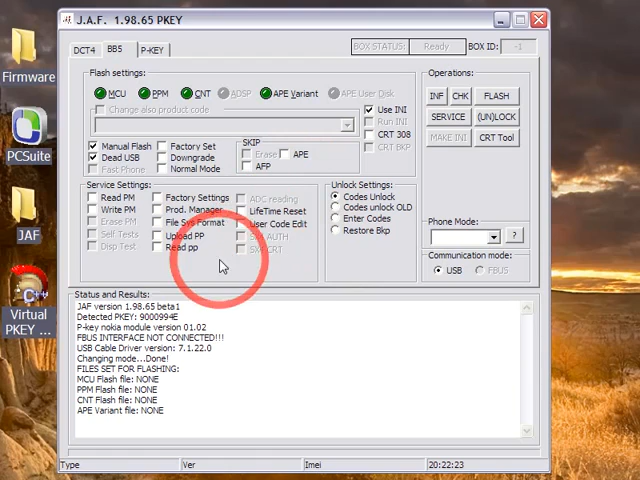 J.A.F. 1.98.65 PKEY
DCT4 BB5 P-KEY
BOX STATUS: Ready BOX ID: -1
Flash settings:
MCU PPM CNT ADSP APE Variant APE User Disk
Change also product code
Use INI
Run INI
CRT 308
CRT BKP
Manual Flash Factory Set
Dead USB Downgrade
Fast Phone Normal Mode
SKIP
Erase APE
AFP
Operations:
INF CHK FLASH
SERVICE (UN)LOCK
MAKE INI CRT Tool
Service Settings:
Read PM Factory Settings ADC reading
Write PM Prod. Manager LifeTime Reset
Erase PM File Sys Format User Code Edit
Self Tests Upload PP SX4 AUTH
Disp Test Read pp
Unlock Settings:
Codes Unlock
Codes unlock OLD
Enter Codes
Restore Bkp
Phone Mode:
?
Communication mode:
USB FBUS
Status and Results:
JAF version 1.98.65 beta1
Detected PKEY: 9000994E
P-key nokia module version 01.02
FBUS INTERFACE NOT CONNECTED!!!
USB Cable Driver version: 7.1.22.0
Changing mode...Done!
FILES SET FOR FLASHING:
MCU Flash file: NONE
PPM Flash file: NONE
CNT Flash file: NONE
APE Variant file: NONE
Type Ver Imei 20:22:23
Firmware
PCSuite
JAF
C++
Virtual
PKEY ...